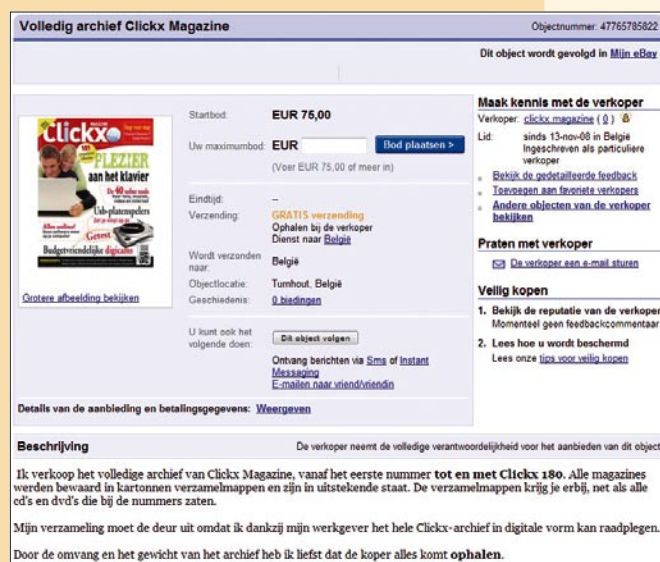 Volledig archief Clickx Magazine
Objectnummer: 47765785822
Dit object wordt gevolgd in Mijn eBay
MAGAZINE
Clickx
PLEZIER
aan het klavier
De 40 beste tools
Usb-platenspelers
Getest
Budgetvriendelijke digicams
Grotere afbeelding bekijken
Startbod: EUR 75,00
Uw maximumbod: EUR
Bod plaatsen >
(Voer EUR 75,00 of meer in)
Eindtijd: –
Verzending: GRATIS verzending
Ophalen bij de verkoper
Dienst naar België
Wordt verzonden naar: België
Objectlocatie: Turnhout, België
Geschiedenis: 0 biedingen
U kunt ook het
volgende doen:
Dit object volgen
Ontvang berichten via Sms of Instant
Messaging
E-mailen naar vriend/vriendin
Details van de aanbieding en betalingsgegevens: Weergeven
Maak kennis met de verkoper
Verkoper: clickx magazine ( 0 )
Lid: sinds 13-nov-08 in België
Ingeschreven als particuliere
verkoper
Bekijk de gedetailleerde feedback
Toevoegen aan favoriete verkopers
Andere objecten van de verkoper
bekijken
Praten met verkoper
De verkoper een e-mail sturen
Veilig kopen
1. Bekijk de reputatie van de verkoper
Momenteel geen feedbackcommentaar
2. Lees hoe u wordt beschermd
Lees onze tips voor veilig kopen
Beschrijving
De verkoper neemt de volledige verantwoordelijkheid voor het aanbieden van dit object
Ik verkoop het volledige archief van Clickx Magazine, vanaf het eerste nummer tot en met Clickx 180. Alle magazines
werden bewaard in kartonnen verzamelmappen en zijn in uitstekende staat. De verzamelmappen krijg je erbij, net als alle
cd's en dvd's die bij de nummers zaten.
Mijn verzameling moet de deur uit omdat ik dankzij mijn werkgever het hele Clickx-archief in digitale vorm kan raadplegen.
Door de omvang en het gewicht van het archief heb ik liefst dat de koper alles komt ophalen.